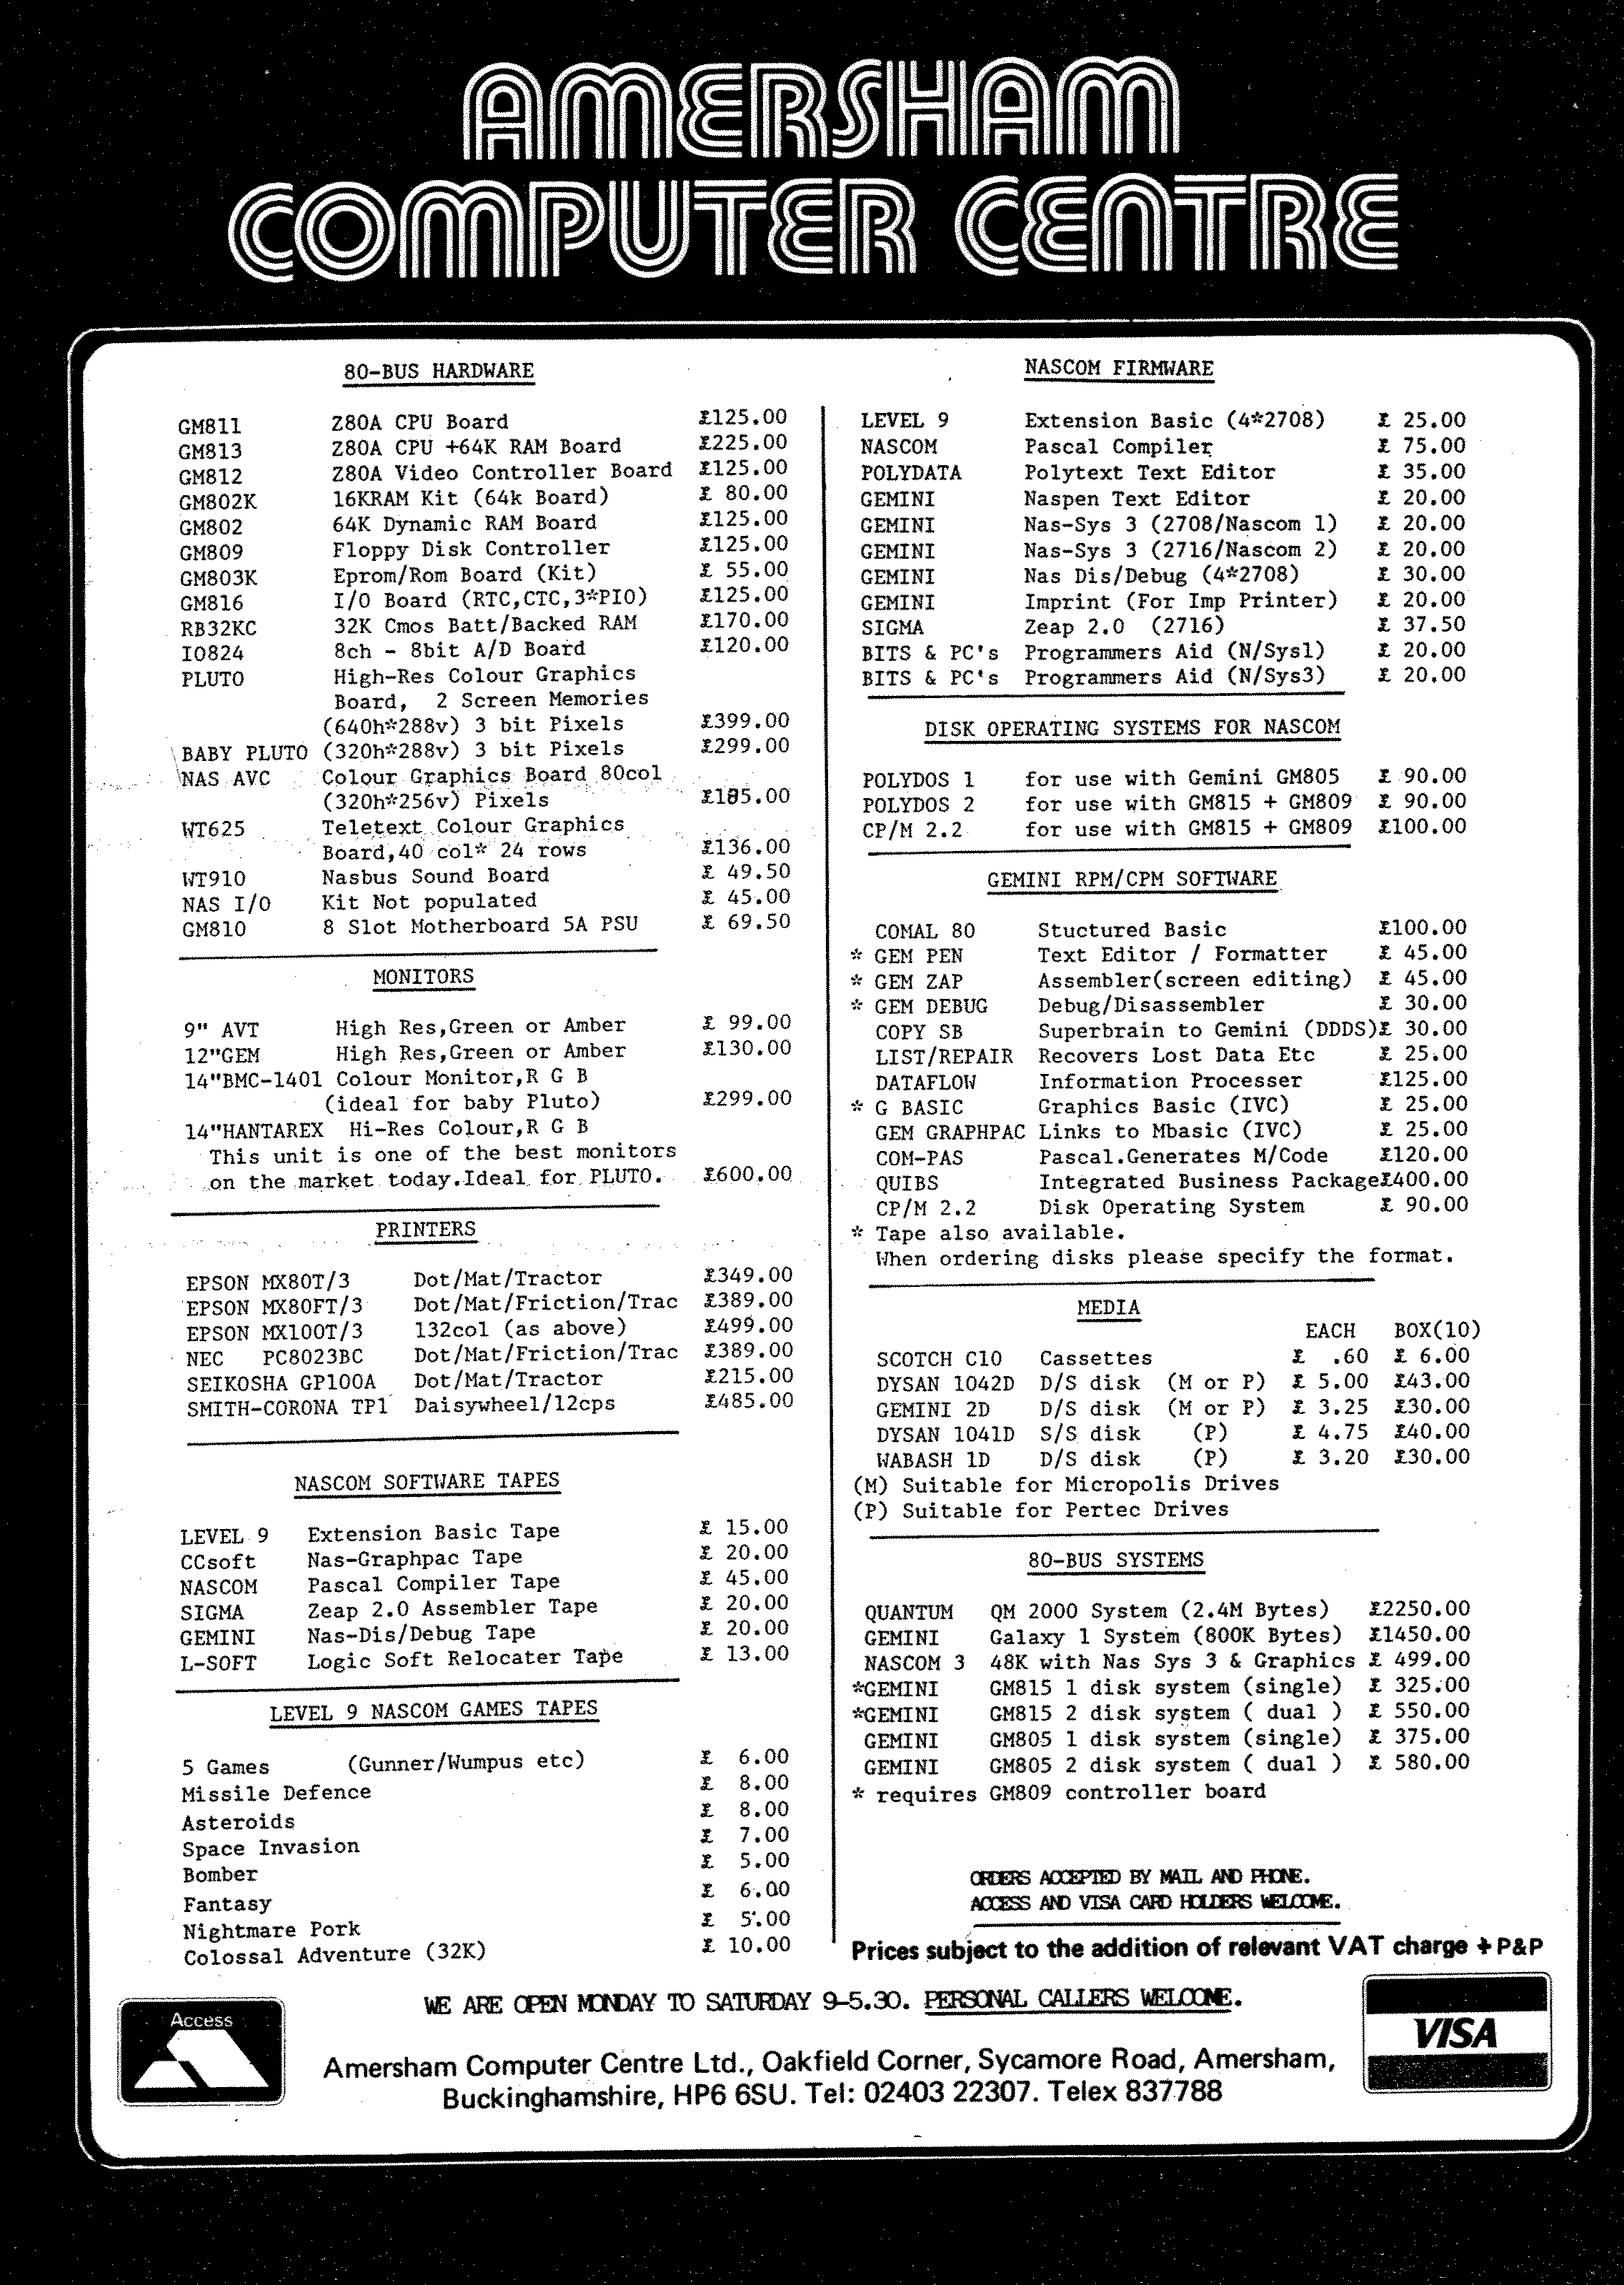 AMERSHAM
COMPUTER CENTRE
80-BUS HARDWARE
GM811 Z80A CPU Board £125.00
GM813 Z80A CPU +64K RAM Board £225.00
GM812 Z80A Video Controller Board £125.00
GM802K 16KRAM Kit (64k Board) £ 80.00
GM802 64K Dynamic RAM Board £125.00
GM809 Floppy Disk Controller £125.00
GM803K Eprom/Rom Board (Kit) £ 55.00
GM816 I/O Board (RTC,CTC,3*PIO) £125.00
RB32KC 32K Cmos Batt/Backed RAM £170.00
IO824 8ch - 8bit A/D Board £120.00
PLUTO High-Res Colour Graphics
Board, 2 Screen Memories
(640h*288v) 3 bit Pixels £399.00
BABY PLUTO (320h*288v) 3 bit Pixels £299.00
NAS AVC Colour Graphics Board 80col
(320h*256v) Pixels £185.00
WT625 Teletext Colour Graphics
Board,40 col* 24 rows £136.00
WT910 Nasbus Sound Board £ 49.50
NAS I/O Kit Not populated £ 45.00
GM810 8 Slot Motherboard 5A PSU £ 69.50
MONITORS
9" AVT High Res,Green or Amber £ 99.00
12"GEM High Res,Green or Amber £130.00
14"BMC-1401 Colour Monitor,R G B
(ideal for baby Pluto) £299.00
14"HANTAREX Hi-Res Colour,R G B
This unit is one of the best monitors
on the market today.Ideal for PLUTO. £600.00
PRINTERS
EPSON MX80T/3 Dot/Mat/Tractor £349.00
EPSON MX80FT/3 Dot/Mat/Friction/Trac £389.00
EPSON MX100T/3 132col (as above) £499.00
NEC PC8023BC Dot/Mat/Friction/Trac £389.00
SEIKOSHA GP100A Dot/Mat/Tractor £215.00
SMITH-CORONA TP1 Daisywheel/12cps £485.00
NASCOM SOFTWARE TAPES
LEVEL 9 Extension Basic Tape £ 15.00
CCsoft Nas-Graphpac Tape £ 20.00
NASCOM Pascal Compiler Tape £ 45.00
SIGMA Zeap 2.0 Assembler Tape £ 20.00
GEMINI Nas-Dis/Debug Tape £ 20.00
L-SOFT Logic Soft Relocater Tape £ 13.00
LEVEL 9 NASCOM GAMES TAPES
5 Games (Gunner/Wumpus etc) £ 6.00
Missile Defence £ 8.00
Asteroids £ 8.00
Space Invasion £ 7.00
Bomber £ 5.00
Fantasy £ 6.00
Nightmare Pork £ 5.00
Colossal Adventure (32K) £ 10.00
NASCOM FIRMWARE
LEVEL 9 Extension Basic (4*2708) £ 25.00
NASCOM Pascal Compiler £ 75.00
POLYDATA Polytext Text Editor £ 35.00
GEMINI Naspen Text Editor £ 20.00
GEMINI Nas-Sys 3 (2708/Nascom 1) £ 20.00
GEMINI Nas-Sys 3 (2716/Nascom 2) £ 20.00
GEMINI Nas Dis/Debug (4*2708) £ 30.00
GEMINI Imprint (For Imp Printer) £ 20.00
SIGMA Zeap 2.0 (2716) £ 37.50
BITS & PC's Programmers Aid (N/Sys1) £ 20.00
BITS & PC's Programmers Aid (N/Sys3) £ 20.00
DISK OPERATING SYSTEMS FOR NASCOM
POLYDOS 1 for use with Gemini GM805 £ 90.00
POLYDOS 2 for use with GM815 + GM809 £ 90.00
CP/M 2.2 for use with GM815 + GM809 £100.00
GEMINI RPM/CPM SOFTWARE
COMAL 80 Stuctured Basic £100.00
* GEM PEN Text Editor / Formatter £ 45.00
* GEM ZAP Assembler(screen editing) £ 45.00
* GEM DEBUG Debug/Disassembler £ 30.00
COPY SB Superbrain to Gemini (DDDS)£ 30.00
LIST/REPAIR Recovers Lost Data Etc £ 25.00
DATAFLOW Information Processer £125.00
* G BASIC Graphics Basic (IVC) £ 25.00
GEM GRAPHPAC Links to Mbasic (IVC) £ 25.00
COM-PAS Pascal.Generates M/Code £120.00
QUIBS Integrated Business Package£400.00
CP/M 2.2 Disk Operating System £ 90.00
* Tape also available.
When ordering disks please specify the format.
MEDIA
EACH BOX(10)
SCOTCH C10 Cassettes £ .60 £ 6.00
DYSAN 1042D D/S disk (M or P) £ 5.00 £43.00
GEMINI 2D D/S disk (M or P) £ 3.25 £30.00
DYSAN 1041D S/S disk (P) £ 4.75 £40.00
WABASH 1D D/S disk (P) £ 3.20 £30.00
(M) Suitable for Micropolis Drives
(P) Suitable for Pertec Drives
80-BUS SYSTEMS
QUANTUM QM 2000 System (2.4M Bytes) £2250.00
GEMINI Galaxy 1 System (800K Bytes) £1450.00
NASCOM 3 48K with Nas Sys 3 & Graphics £ 499.00
*GEMINI GM815 1 disk system (single) £ 325.00
*GEMINI GM815 2 disk system ( dual ) £ 550.00
GEMINI GM805 1 disk system (single) £ 375.00
GEMINI GM805 2 disk system ( dual ) £ 580.00
* requires GM809 controller board
ORDERS ACCEPTED BY MAIL AND PHONE.
ACCESS AND VISA CARD HOLDERS WELCOME.
Prices subject to the addition of relevant VAT charge + P&P
WE ARE OPEN MONDAY TO SATURDAY 9-5.30. PERSONAL CALLERS WELCOME.
Access
VISA
Amersham Computer Centre Ltd., Oakfield Corner, Sycamore Road, Amersham,
Buckinghamshire, HP6 6SU. Tel: 02403 22307. Telex 837788